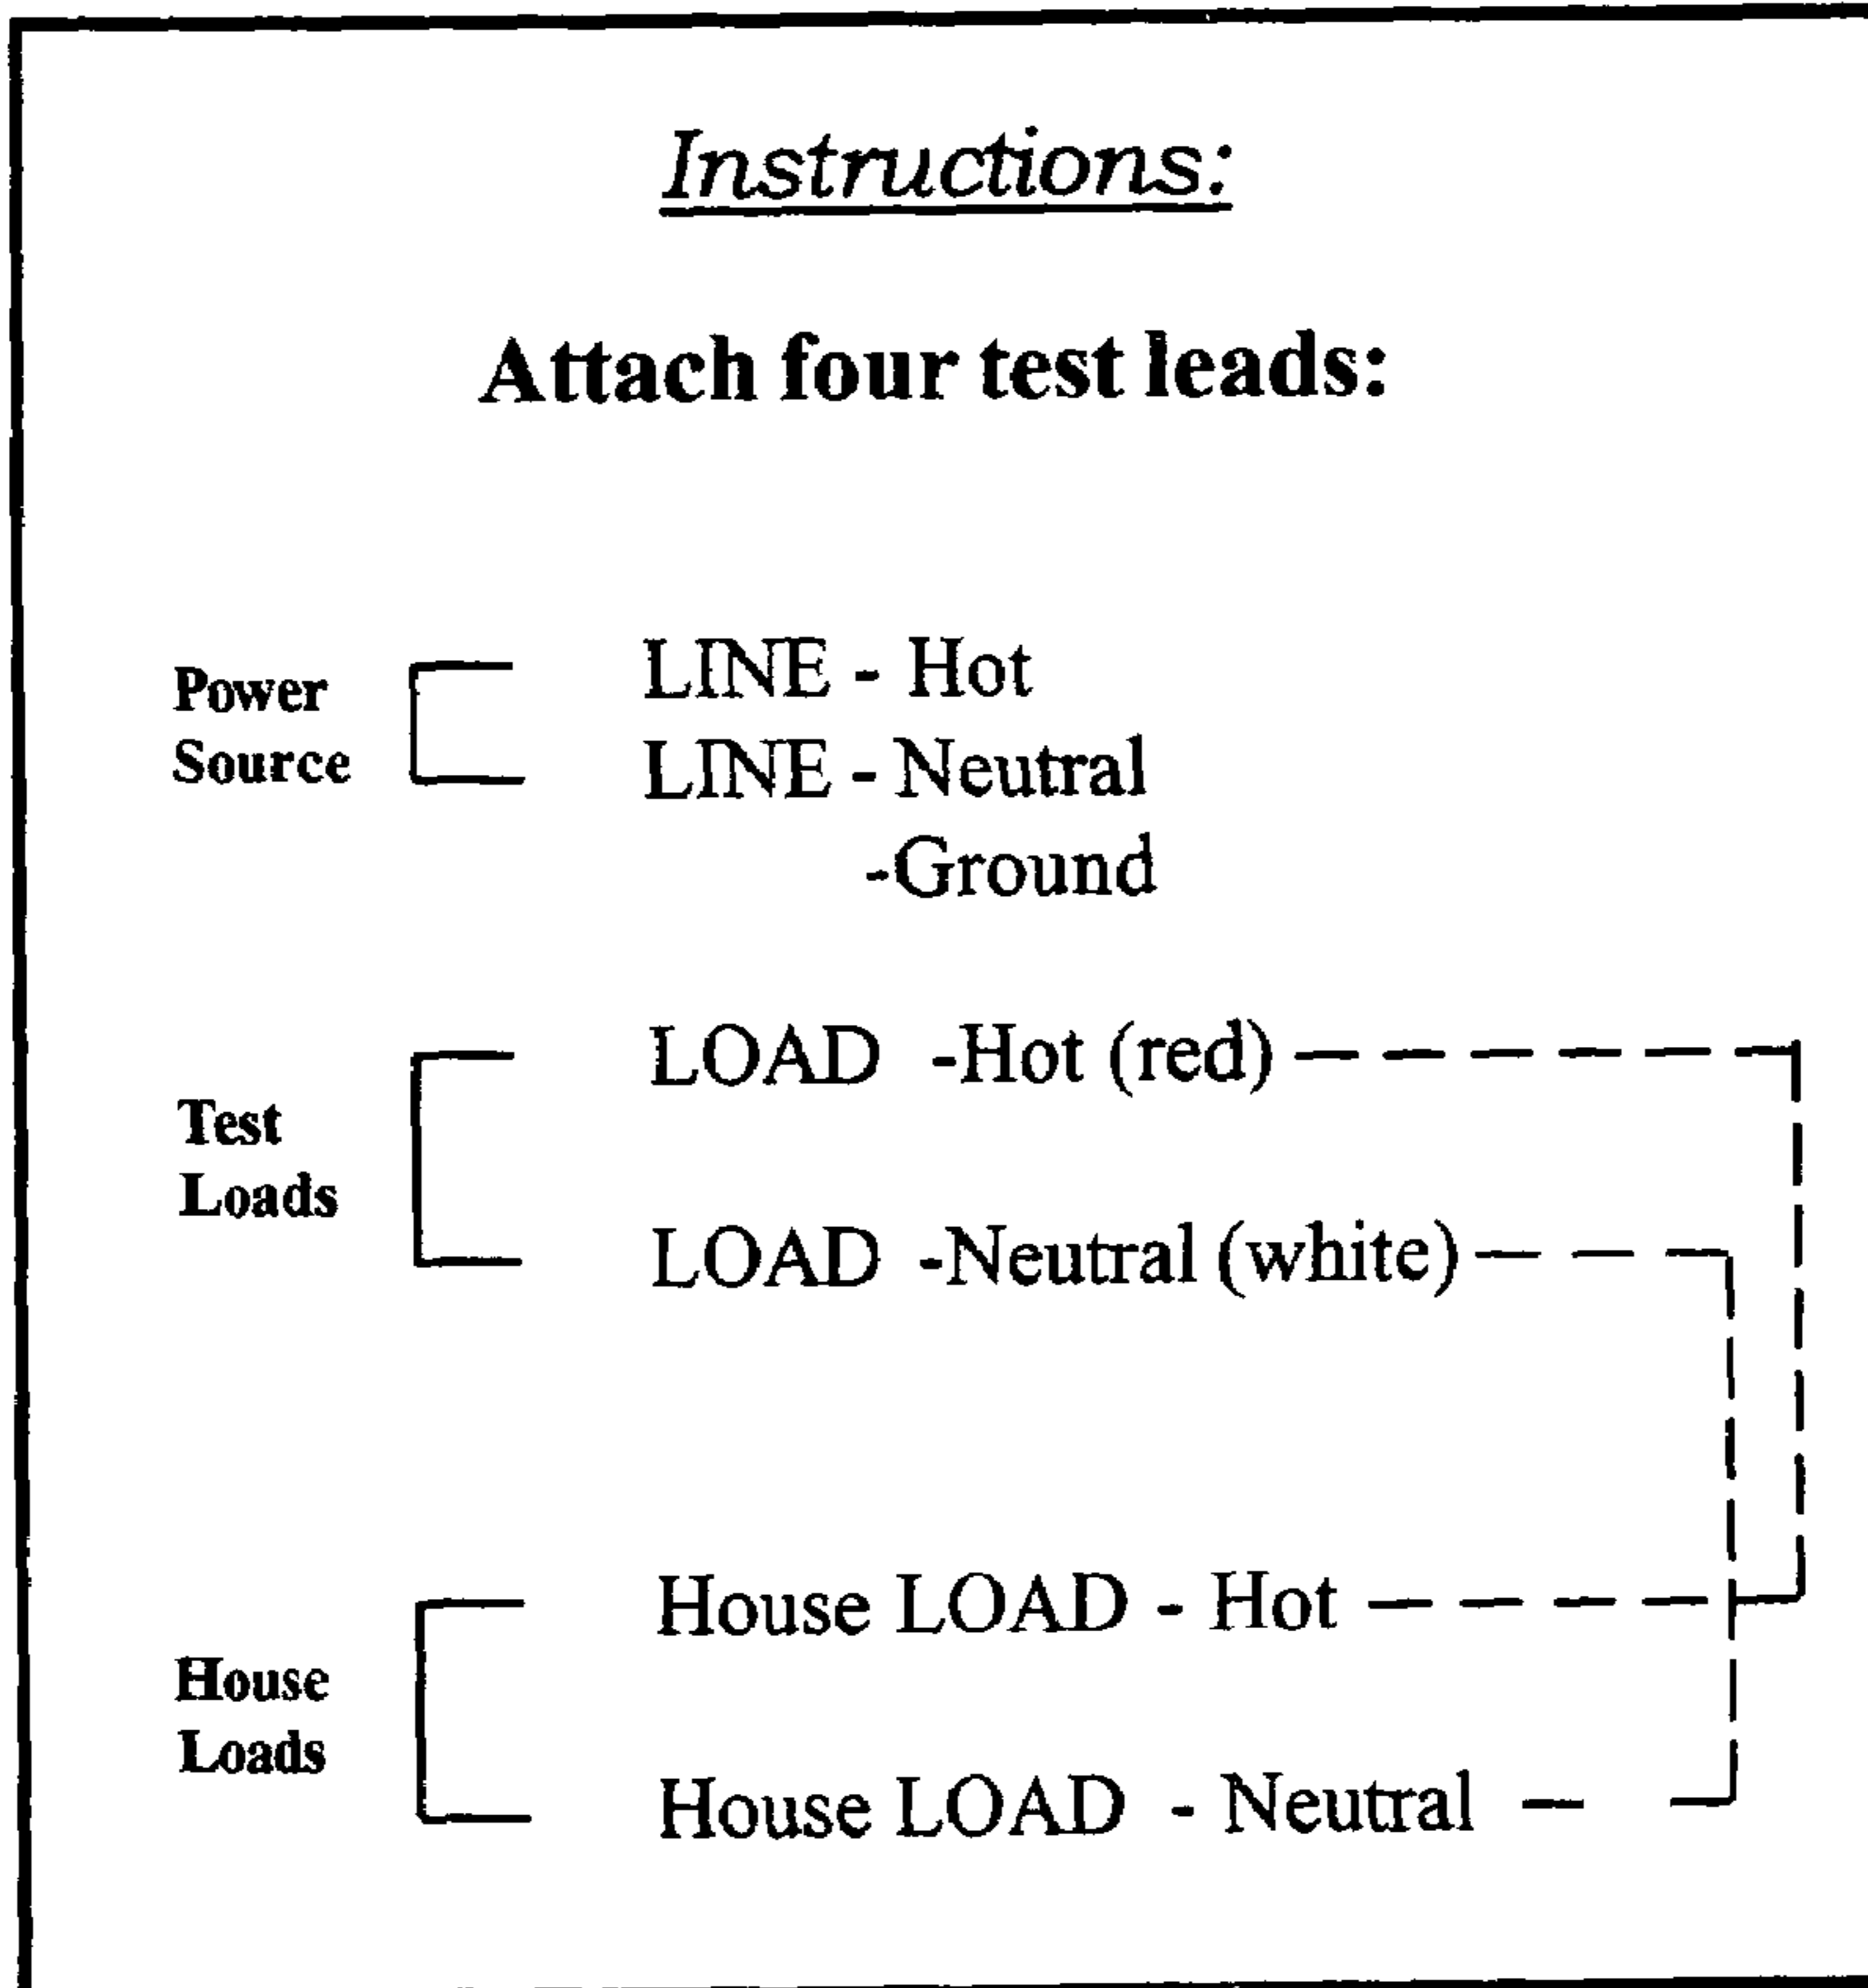 Instructions:
Attach four test leads:
Power
Source
LINE - Hot
LINE - Neutral
-Ground
Test
Loads
LOAD -Hot (red)
LOAD -Neutral (white)
House
Loads
House LOAD - Hot
House LOAD - Neutral